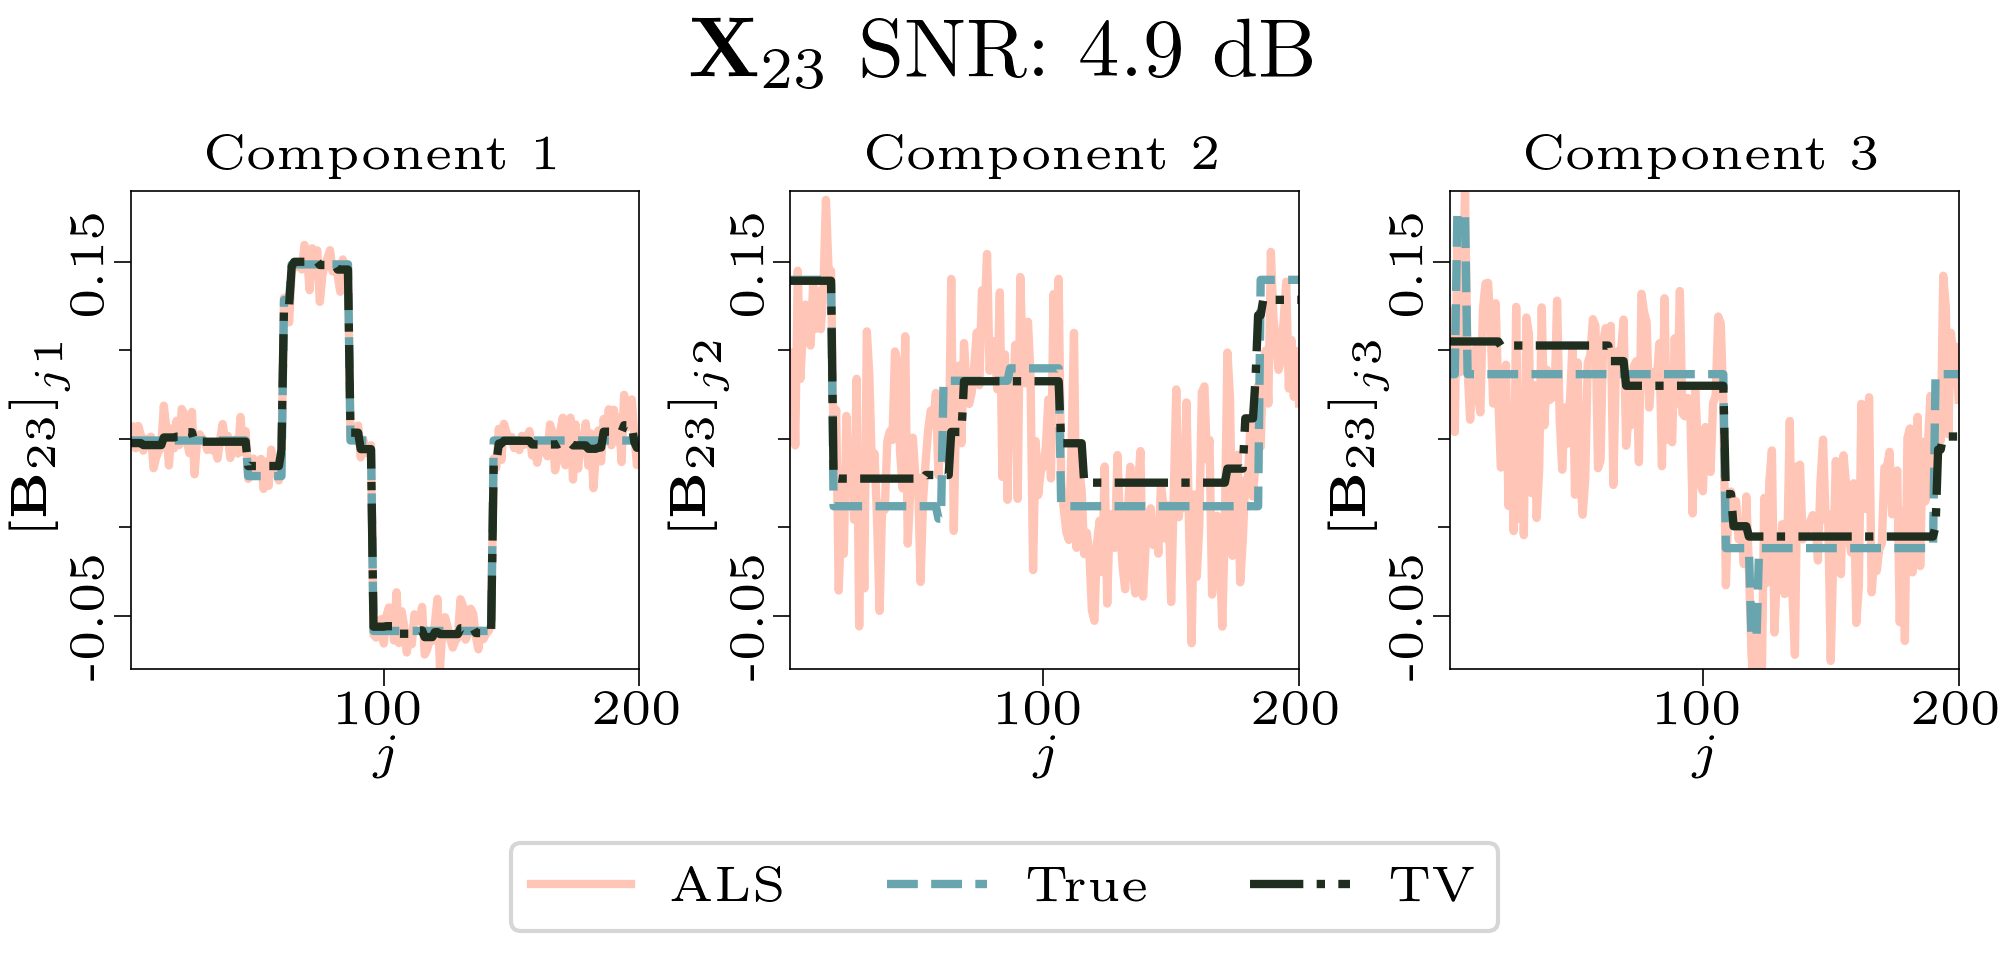 X₂₃ SNR: 4.9 dB
Component 1
Component 2
Component 3
[B₂₃]ⱼ₁
0.15
-0.05
100
200
j
[B₂₃]ⱼ₂
0.15
-0.05
100
200
j
[B₂₃]ⱼ₃
0.15
-0.05
100
200
j
ALS
True
TV